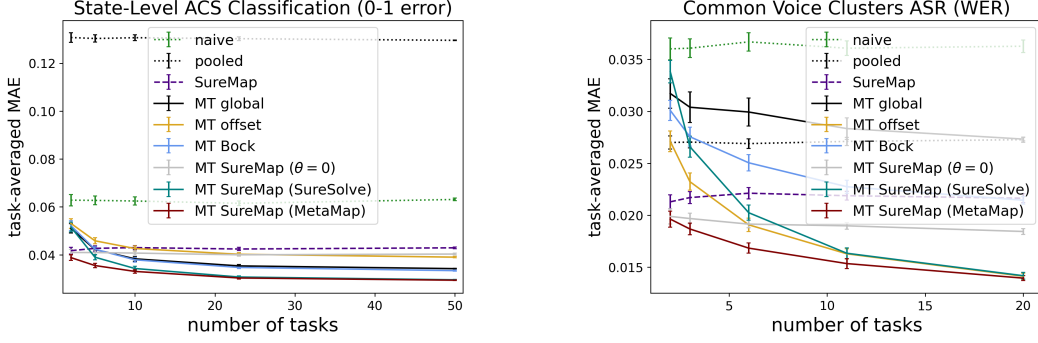 State-Level ACS Classification (0-1 error)
task-averaged MAE
0.12
0.10
0.08
0.06
0.04
naive
pooled
SureMap
MT global
MT offset
MT Bock
MT SureMap (θ = 0)
MT SureMap (SureSolve)
MT SureMap (MetaMap)
10
20
30
40
50
number of tasks
Common Voice Clusters ASR (WER)
task-averaged MAE
0.035
0.030
0.025
0.020
0.015
naive
pooled
SureMap
MT global
MT offset
MT Bock
MT SureMap (θ = 0)
MT SureMap (SureSolve)
MT SureMap (MetaMap)
5
10
15
20
number of tasks